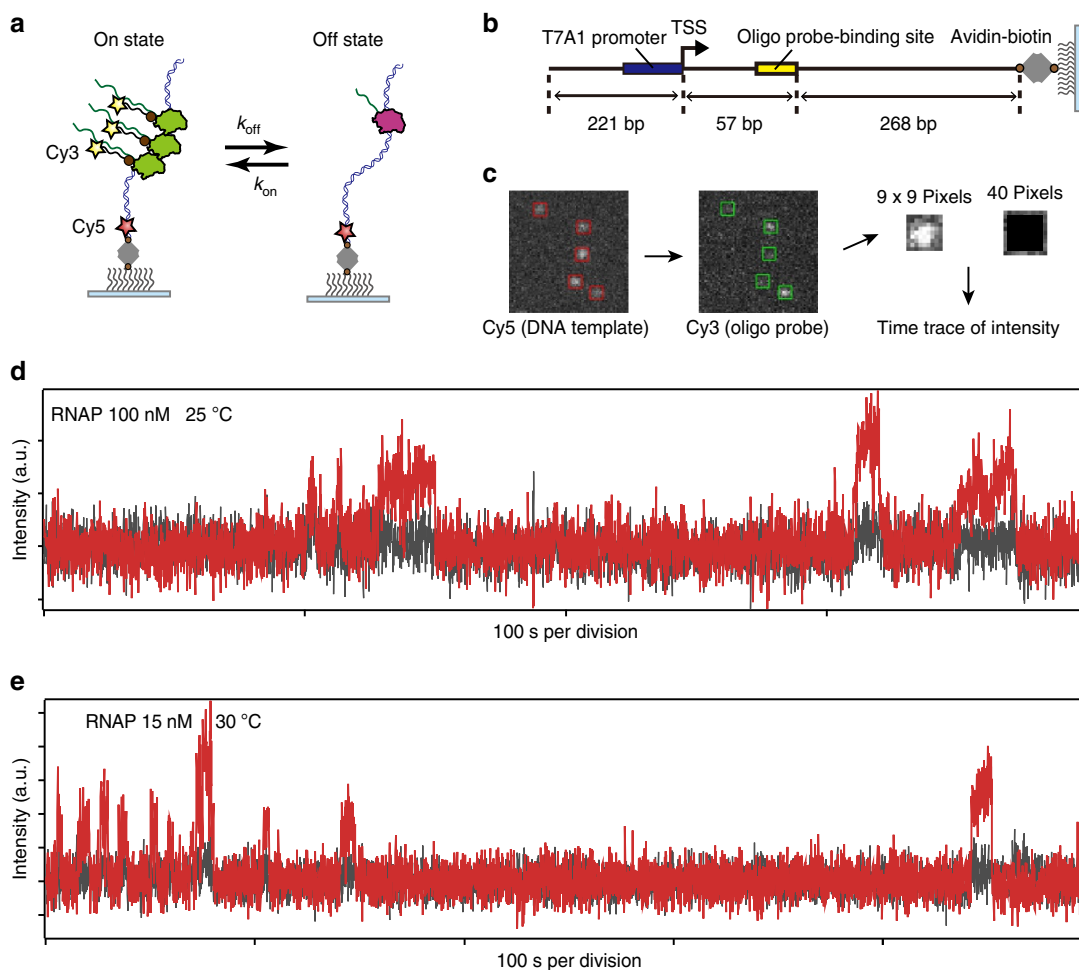 a
On state
Off state
koff
kon
Cy3
Cy5
b
T7A1 promoter
TSS
Oligo probe-binding site
Avidin-biotin
221 bp
57 bp
268 bp
c
9 x 9 Pixels
40 Pixels
Cy5 (DNA template)
Cy3 (oligo probe)
Time trace of intensity
d
RNAP 100 nM 25 °C
Intensity (a.u.)
100 s per division
e
RNAP 15 nM 30 °C
Intensity (a.u.)
100 s per division